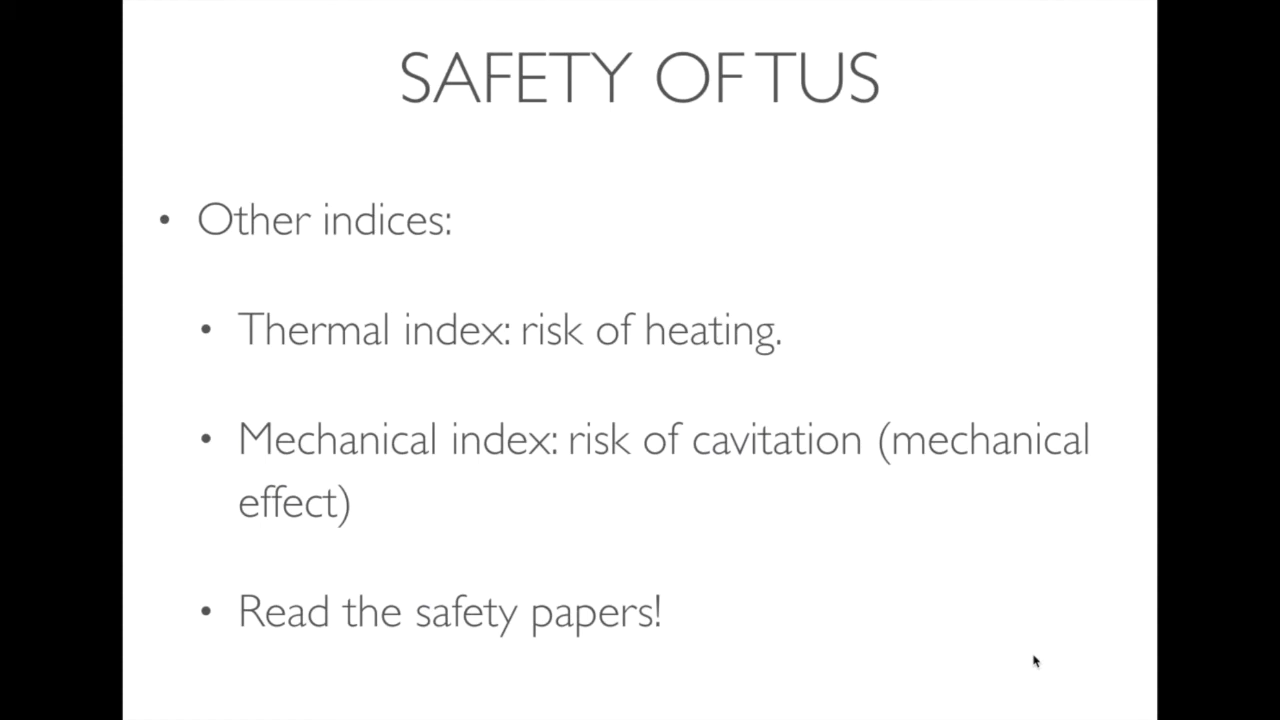 SAFETY OF TUS
• Other indices:
• Thermal index: risk of heating.
• Mechanical index: risk of cavitation (mechanical
effect)
• Read the safety papers!